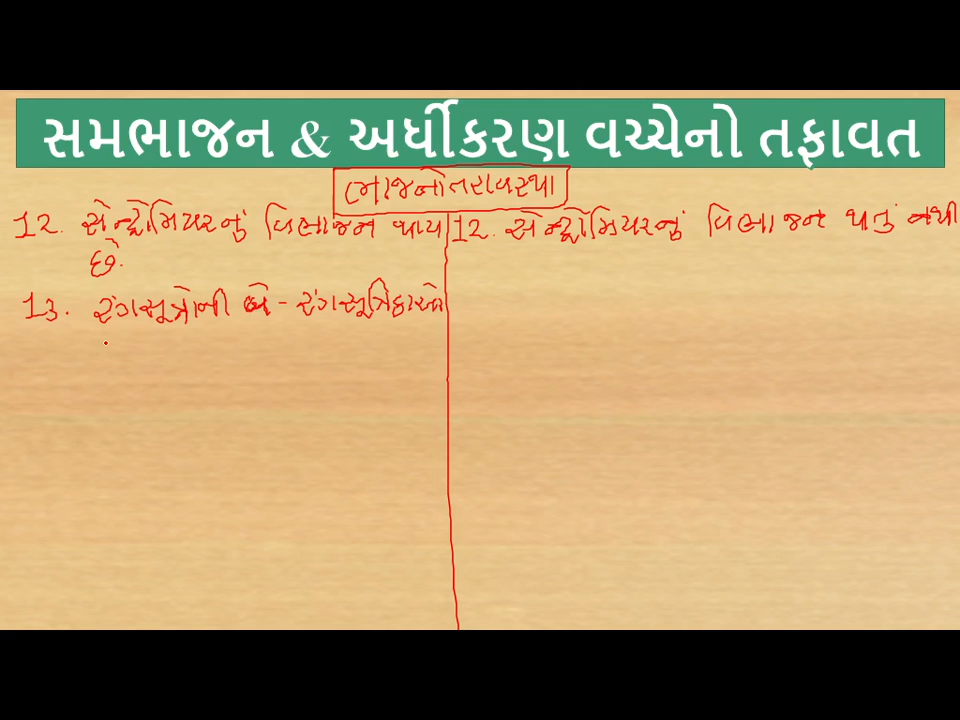 સમભાજન & અર્ધીકરણ વચ્ચેનો તફાવત
ભાજનોતરાવસ્થા
12. સેન્ટ્રોમિયરનું વિભાજન થાય
છે.
12. સેન્ટ્રોમિયરનું વિભાજન થતું નથી
13. રંગસૂત્રોની બે - રંગસૂત્રિકાઓ